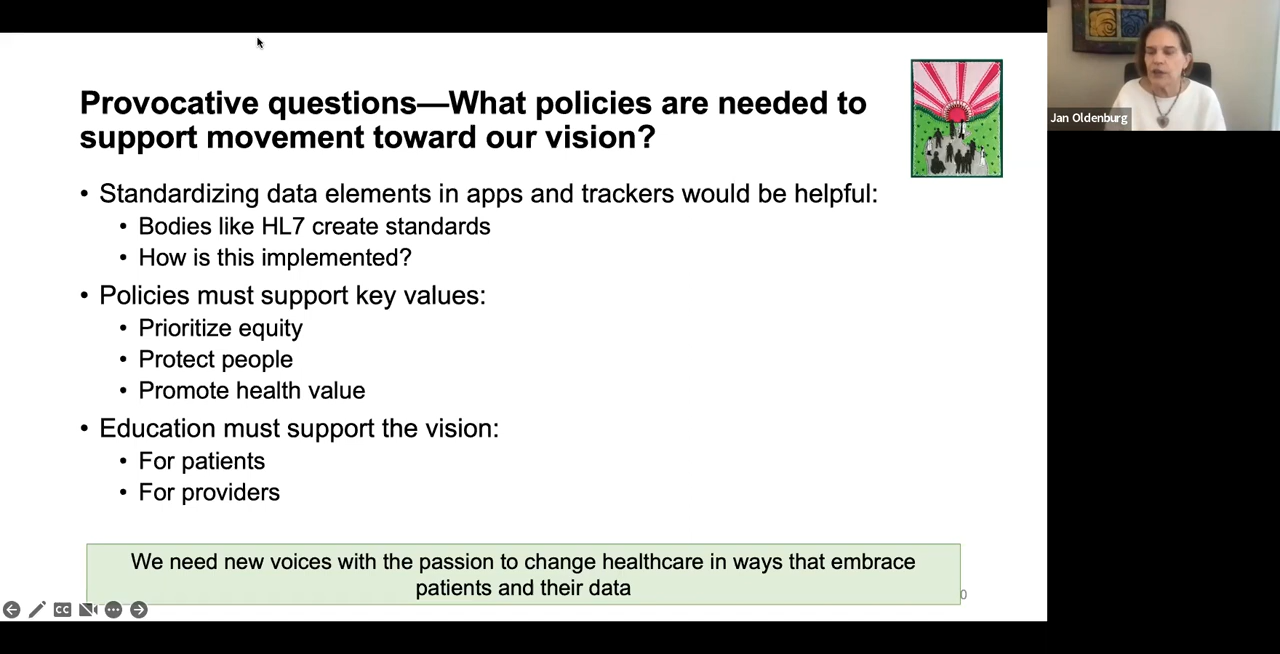 Provocative questions—What policies are needed to
support movement toward our vision?
• Standardizing data elements in apps and trackers would be helpful:
• Bodies like HL7 create standards
• How is this implemented?
• Policies must support key values:
• Prioritize equity
• Protect people
• Promote health value
• Education must support the vision:
• For patients
• For providers
We need new voices with the passion to change healthcare in ways that embrace
patients and their data
0
CC
Jan Oldenburg